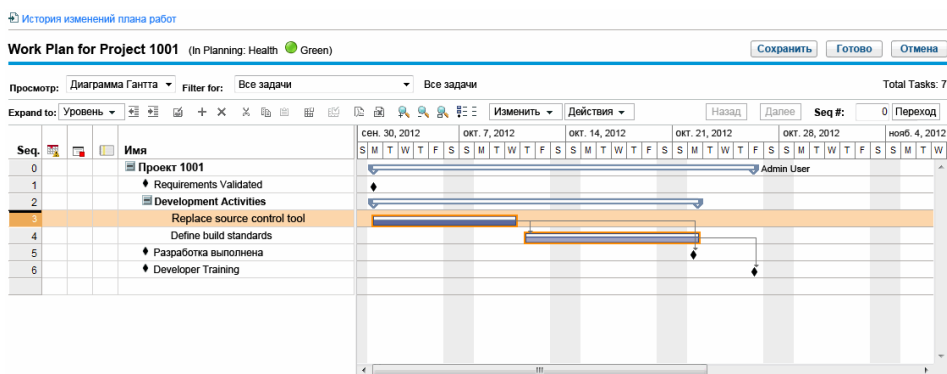 История изменений плана работ
Work Plan for Project 1001 (In Planning: Health Green) Сохранить Готово Отмена
Просмотр: Диаграмма Гантта Filter for: Все задачи Все задачи Total Tasks: 7
Expand to: Уровень Изменить Действия Назад Далее Seq #: 0 Переход
сен. 30, 2012 окт. 7, 2012 окт. 14, 2012 окт. 21, 2012 окт. 28, 2012 нояб. 4, 2012
Seq. Имя S M T W T F S S M T W T F S S M T W T F S S M T W T F S S M T W T F S S M T W
0 Проект 1001 Admin User
1 Requirements Validated
2 Development Activities
3 Replace source control tool
4 Define build standards
5 Разработка выполнена
6 Developer Training